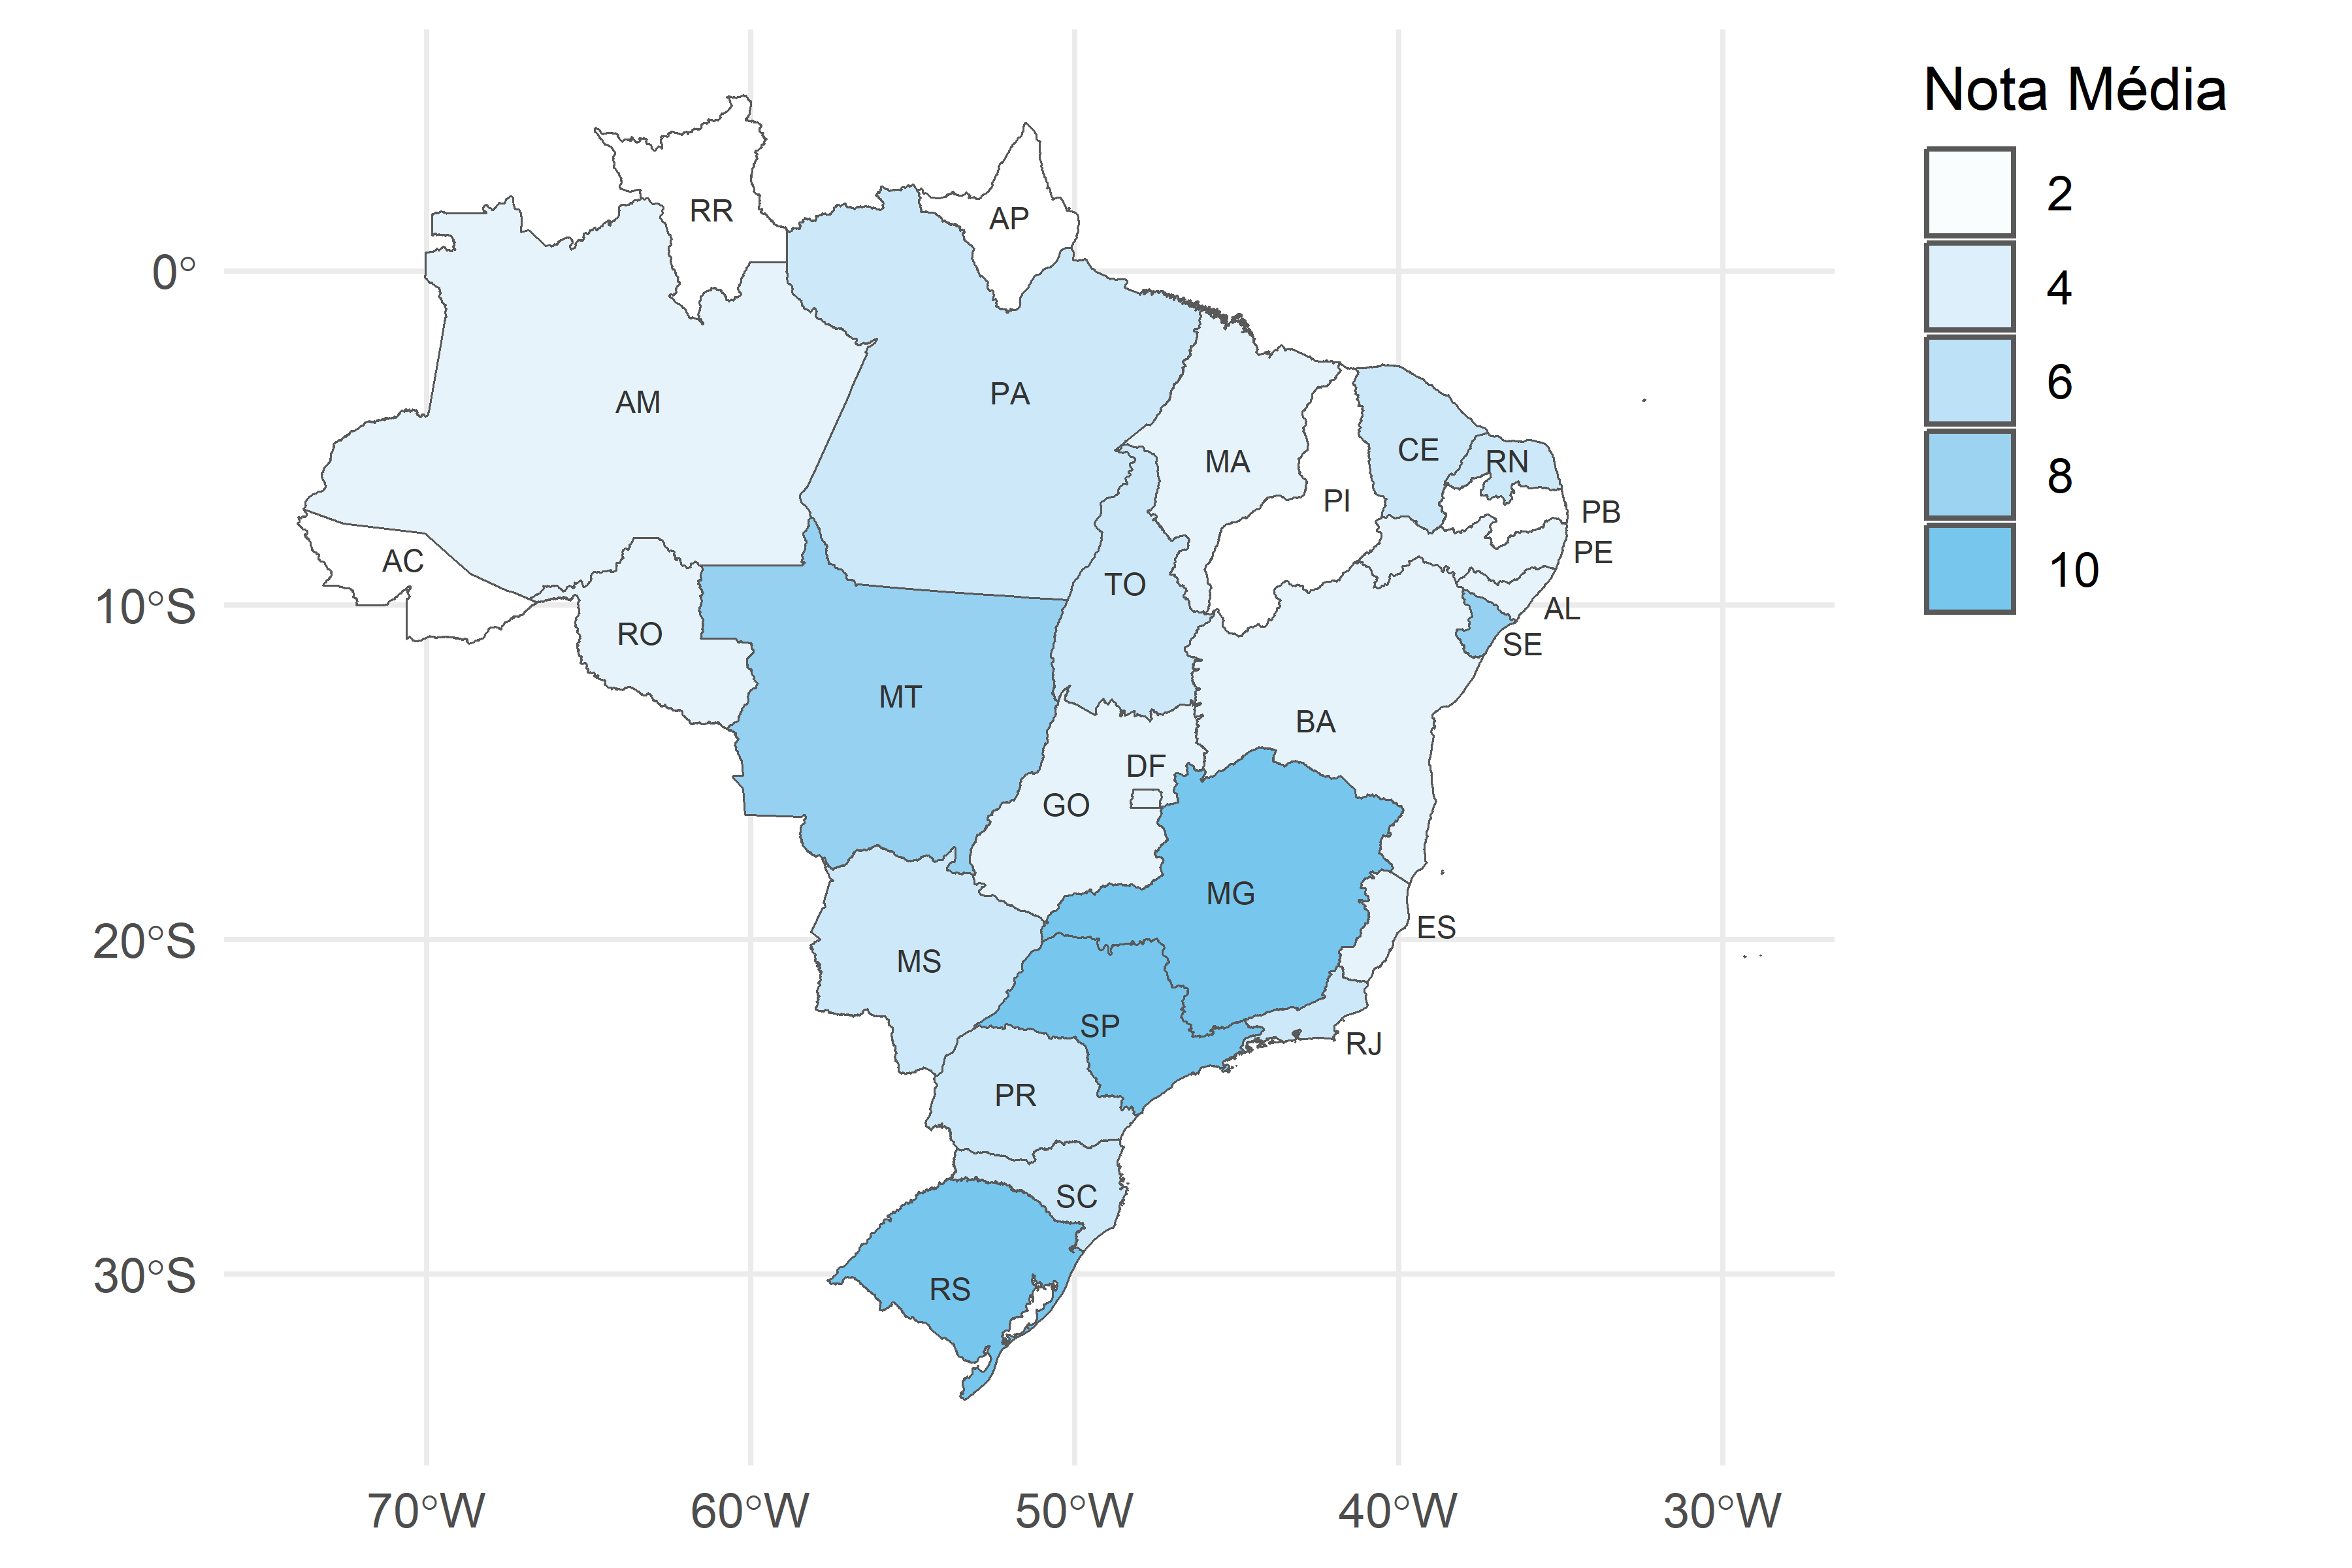 Nota Média
2
4
6
8
10
RR
AP
0°
AM
PA
MA
CE
RN
PI
PB
PE
AC
TO
10°S
AL
RO
SE
MT
BA
DF
GO
MG
ES
20°S
MS
SP
RJ
PR
SC
30°S
RS
70°W
60°W
50°W
40°W
30°W